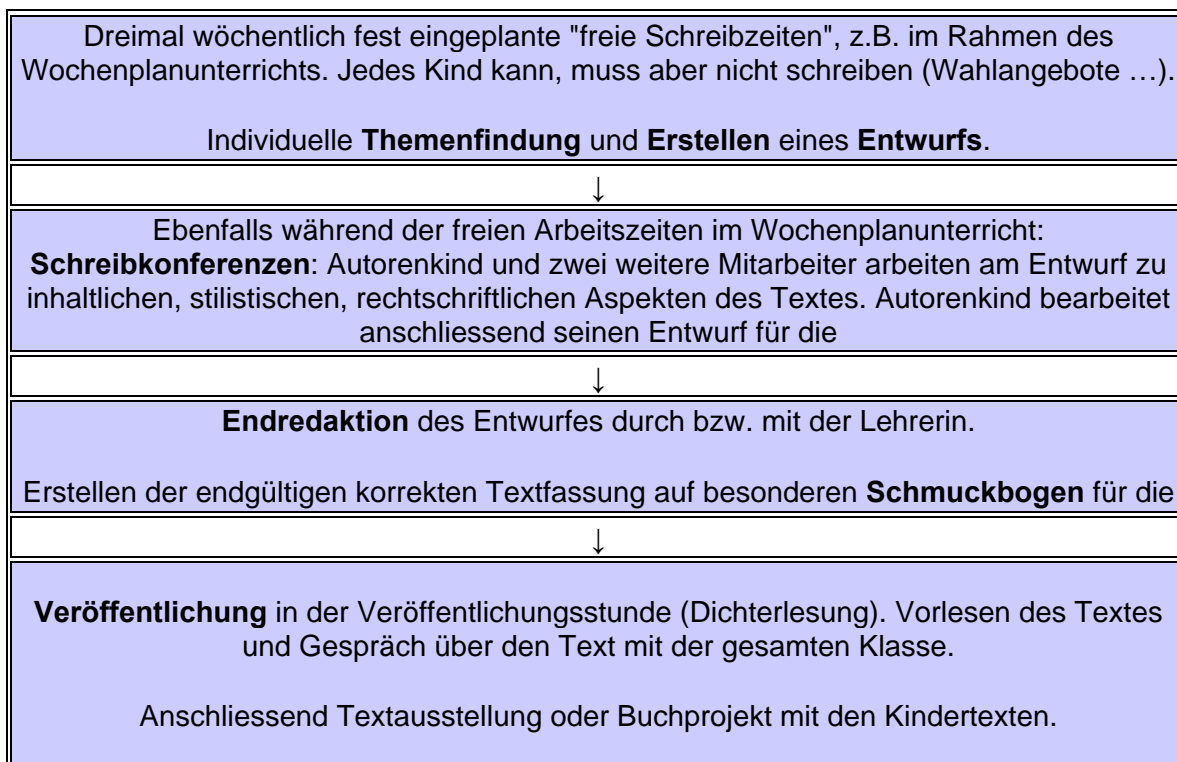 Dreimal wöchentlich fest eingeplante "freie Schreibzeiten", z.B. im Rahmen des
Wochenplanunterrichts. Jedes Kind kann, muss aber nicht schreiben (Wahlangebote …).
Individuelle Themenfindung und Erstellen eines Entwurfs.
↓
Ebenfalls während der freien Arbeitszeiten im Wochenplanunterricht:
Schreibkonferenzen: Autorenkind und zwei weitere Mitarbeiter arbeiten am Entwurf zu
inhaltlichen, stilistischen, rechtschriftlichen Aspekten des Textes. Autorenkind bearbeitet
anschliessend seinen Entwurf für die
↓
Endredaktion des Entwurfes durch bzw. mit der Lehrerin.
Erstellen der endgültigen korrekten Textfassung auf besonderen Schmuckbogen für die
↓
Veröffentlichung in der Veröffentlichungsstunde (Dichterlesung). Vorlesen des Textes
und Gespräch über den Text mit der gesamten Klasse.
Anschliessend Textausstellung oder Buchprojekt mit den Kindertexten.